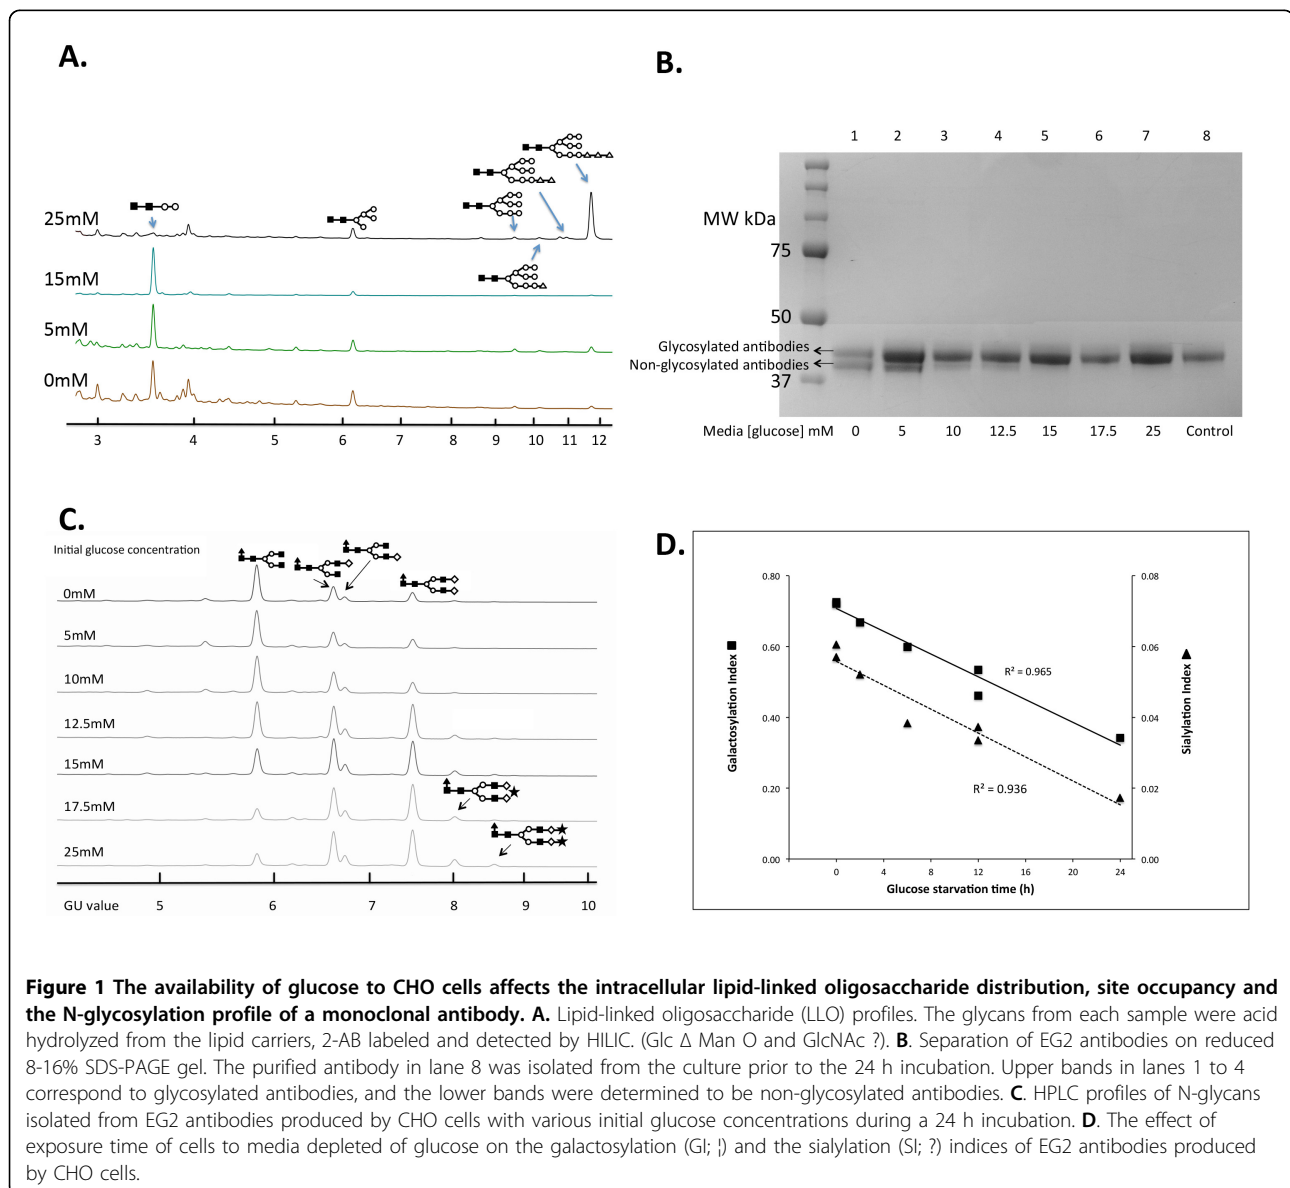 A.
25mM
15mM
5mM
0mM
3 4 5 6 7 8 9 10 11 12
B.
1 2 3 4 5 6 7 8
MW kDa
75
50
Glycosylated antibodies
Non-glycosylated antibodies
37
Media [glucose] mM 0 5 10 12.5 15 17.5 25 Control
C.
Initial glucose concentration
0mM
5mM
10mM
12.5mM
15mM
17.5mM
25mM
GU value 5 6 7 8 9 10
D.
0.80 0.08
0.60 0.06
0.40 0.04
0.20 0.02
0.00 0.00
Galactosylation Index
Sialylation Index
R² = 0.965
R² = 0.936
0 4 8 12 16 20 24
Glucose starvation time (h)
Figure 1 The availability of glucose to CHO cells affects the intracellular lipid-linked oligosaccharide distribution, site occupancy and
the N-glycosylation profile of a monoclonal antibody. A. Lipid-linked oligosaccharide (LLO) profiles. The glycans from each sample were acid
hydrolyzed from the lipid carriers, 2-AB labeled and detected by HILIC. (Glc Δ Man O and GlcNAc ?). B. Separation of EG2 antibodies on reduced
8-16% SDS-PAGE gel. The purified antibody in lane 8 was isolated from the culture prior to the 24 h incubation. Upper bands in lanes 1 to 4
correspond to glycosylated antibodies, and the lower bands were determined to be non-glycosylated antibodies. C. HPLC profiles of N-glycans
isolated from EG2 antibodies produced by CHO cells with various initial glucose concentrations during a 24 h incubation. D. The effect of
exposure time of cells to media depleted of glucose on the galactosylation (GI; ¦) and the sialylation (SI; ?) indices of EG2 antibodies produced
by CHO cells.